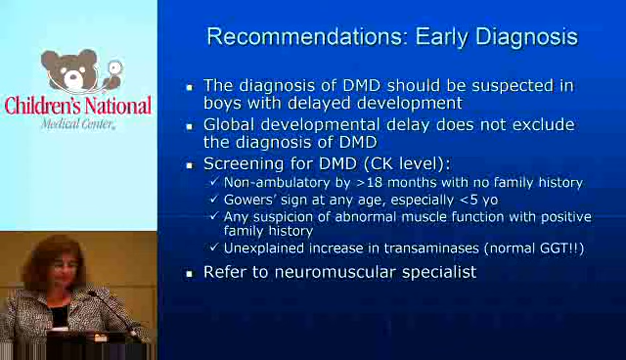 Recommendations: Early Diagnosis
Children's National
Medical Center
The diagnosis of DMD should be suspected in
boys with delayed development
Global developmental delay does not exclude
the diagnosis of DMD
Screening for DMD (CK level):
Non-ambulatory by >18 months with no family history
Gowers' sign at any age, especially <5 yo
Any suspicion of abnormal muscle function with positive
family history
Unexplained increase in transaminases (normal GGT!!)
Refer to neuromuscular specialist